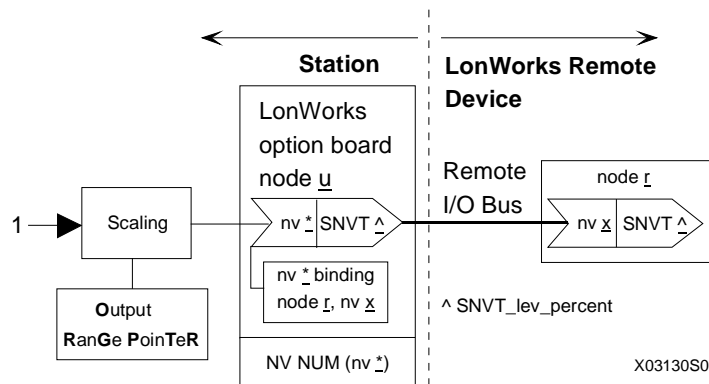 Station
LonWorks Remote
Device
LonWorks
option board
node u
Remote
I/O Bus
node r
1
Scaling
nv *
SNVT ^
nv x
SNVT ^
nv * binding
node r, nv x
Output
RanGe PoinTeR
^ SNVT_lev_percent
NV NUM (nv *)
X03130S0